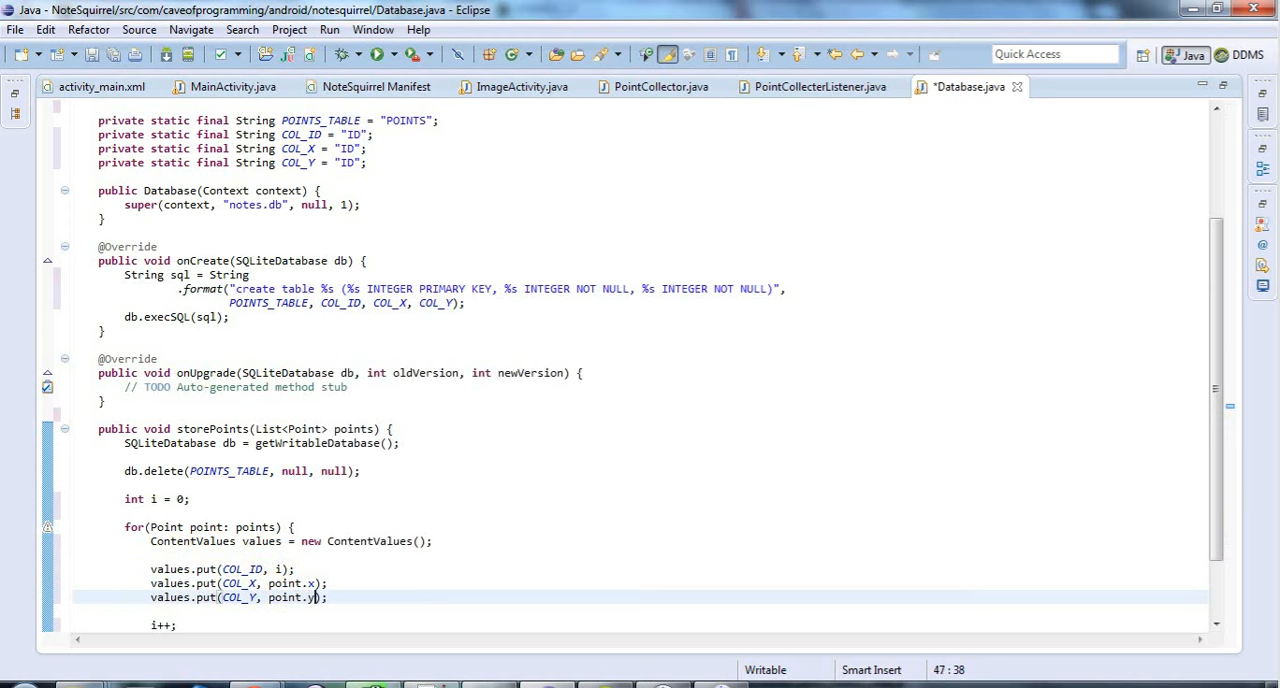 Java - NoteSquirrel/src/com/caveofprogramming/android/notesquirrel/Database.java - Eclipse
File Edit Refactor Source Navigate Search Project Run Window Help
Quick Access Java DDMS
activity_main.xml MainActivity.java NoteSquirrel Manifest ImageActivity.java PointCollector.java PointCollecterListener.java *Database.java
private static final String POINTS_TABLE = "POINTS";
private static final String COL_ID = "ID";
private static final String COL_X = "ID";
private static final String COL_Y = "ID";
public Database(Context context) {
super(context, "notes.db", null, 1);
}
@Override
public void onCreate(SQLiteDatabase db) {
String sql = String
.format("create table %s (%s INTEGER PRIMARY KEY, %s INTEGER NOT NULL, %s INTEGER NOT NULL)",
POINTS_TABLE, COL_ID, COL_X, COL_Y);
db.execSQL(sql);
}
@Override
public void onUpgrade(SQLiteDatabase db, int oldVersion, int newVersion) {
// TODO Auto-generated method stub
}
public void storePoints(List<Point> points) {
SQLiteDatabase db = getWritableDatabase();
db.delete(POINTS_TABLE, null, null);
int i = 0;
for(Point point: points) {
ContentValues values = new ContentValues();
values.put(COL_ID, i);
values.put(COL_X, point.x);
values.put(COL_Y, point.y);
i++;
Writable Smart Insert 47 : 38